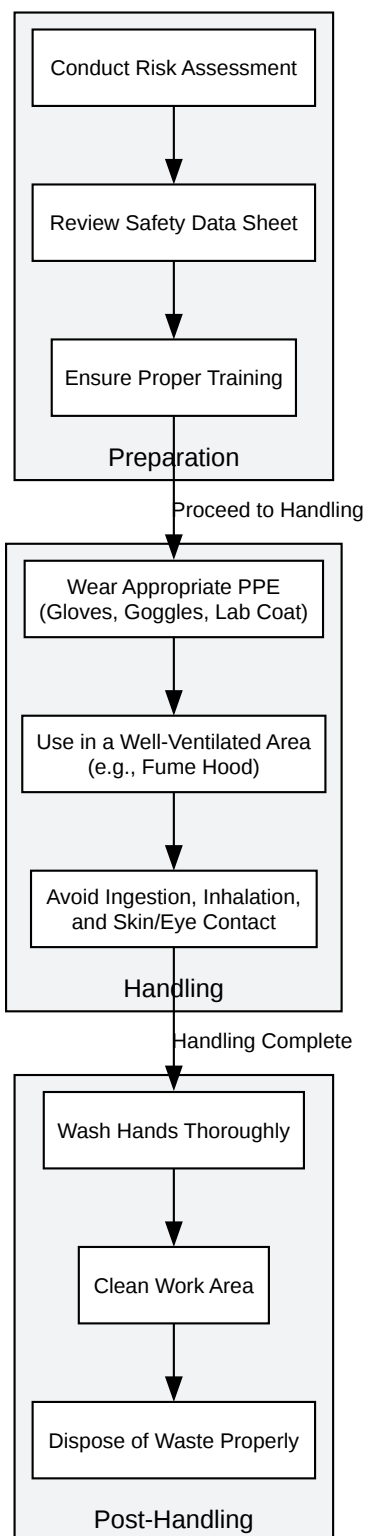 Conduct Risk Assessment
Review Safety Data Sheet
Ensure Proper Training
Preparation
Proceed to Handling
Wear Appropriate PPE
(Gloves, Goggles, Lab Coat)
Use in a Well-Ventilated Area
(e.g., Fume Hood)
Avoid Ingestion, Inhalation,
and Skin/Eye Contact
Handling
Handling Complete
Wash Hands Thoroughly
Clean Work Area
Dispose of Waste Properly
Post-Handling